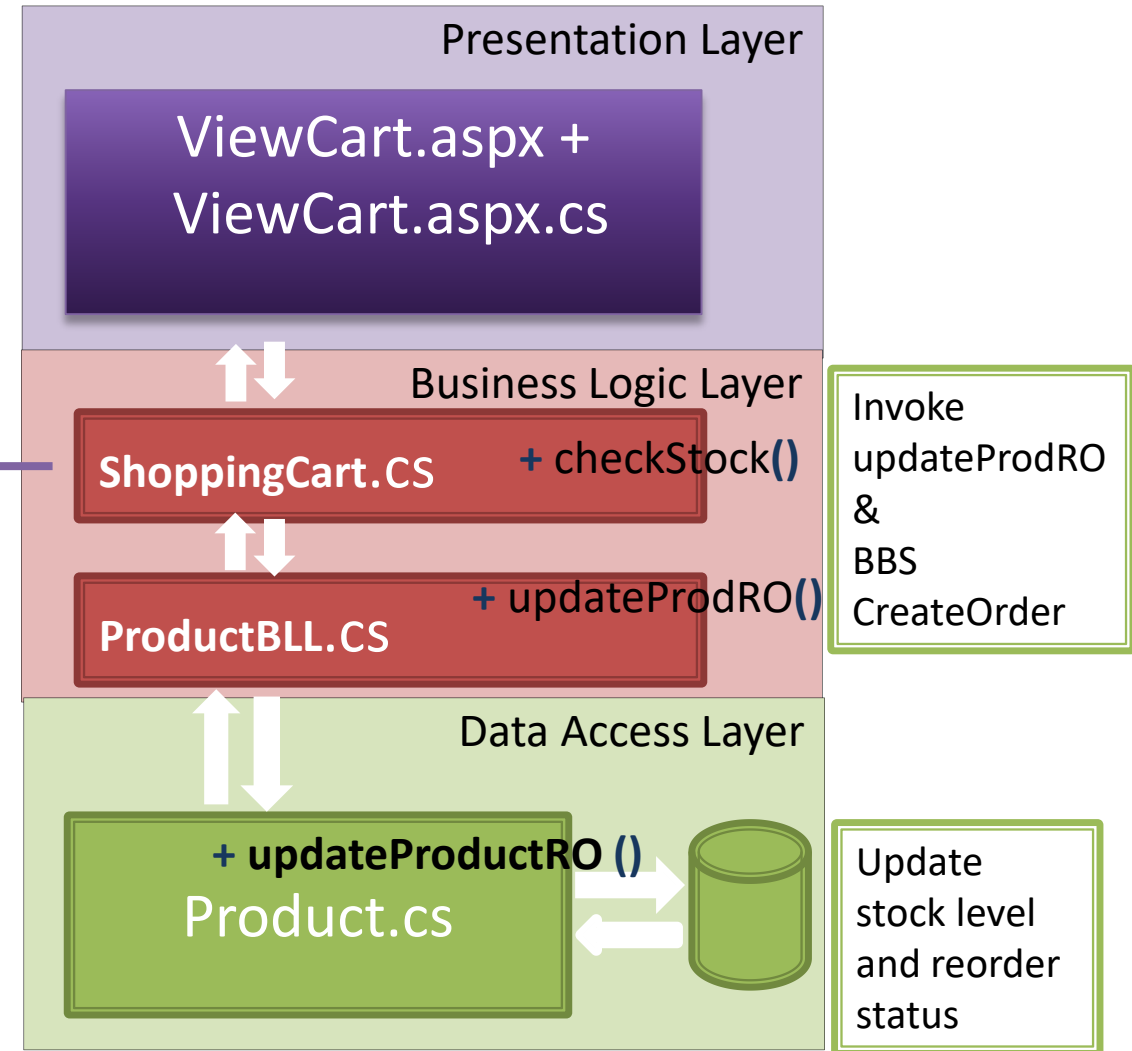 Presentation Layer
ViewCart.aspx +
ViewCart.aspx.cs
Business Logic Layer
ShoppingCart.CS
+ checkStock()
ProductBLL.CS
+ updateProdRO()
Invoke
updateProdRO
&
BBS
CreateOrder
Data Access Layer
+ updateProductRO ()
Product.cs
Update
stock level
and reorder
status